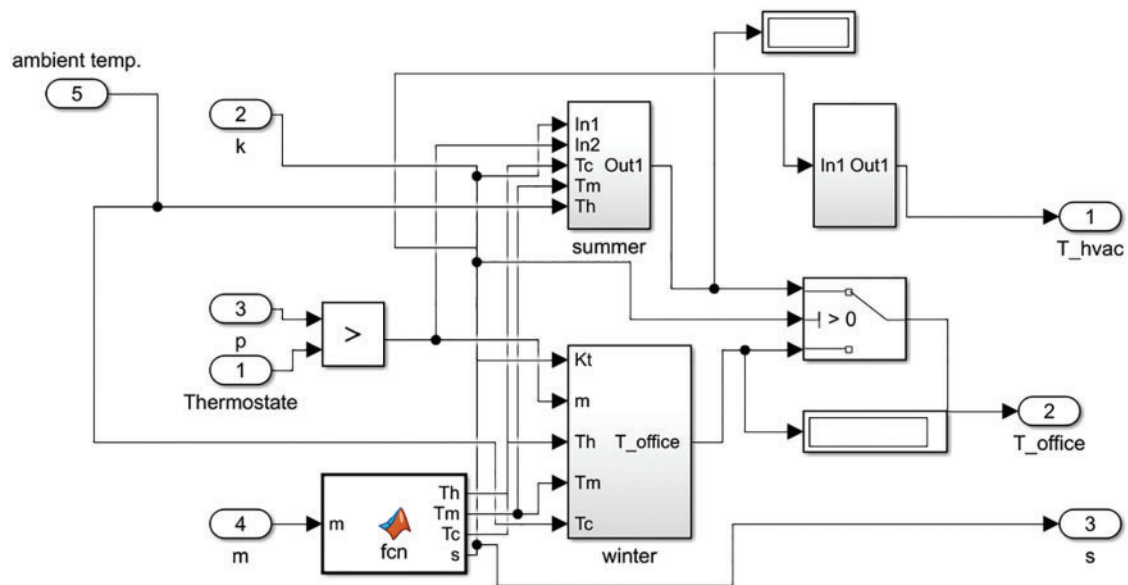 ambient temp.
5
2
k
In1
In2
Tc
Tm
Th
Out1
summer
In1 Out1
1
T_hvac
3
p
>
1
Thermostate
> 0
Kt
m
Th
Tm
Tc
T_office
winter
2
T_office
4
m
m
fcn
Th
Tm
Tc
s
3
s